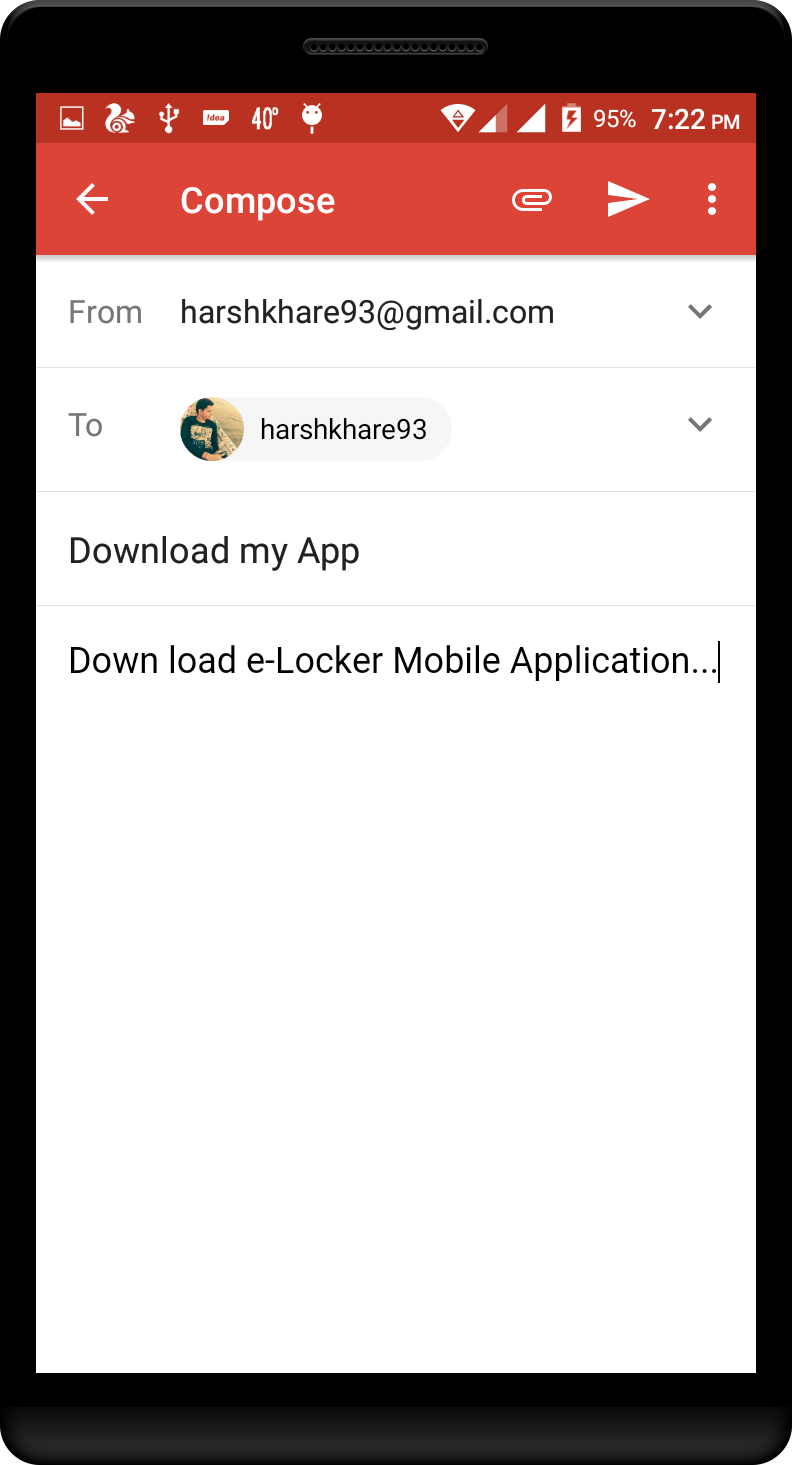 !dea 40° 95% 7:22 PM
Compose
From harshkhare93@gmail.com
To harshkhare93
Download my App
Down load e-Locker Mobile Application...